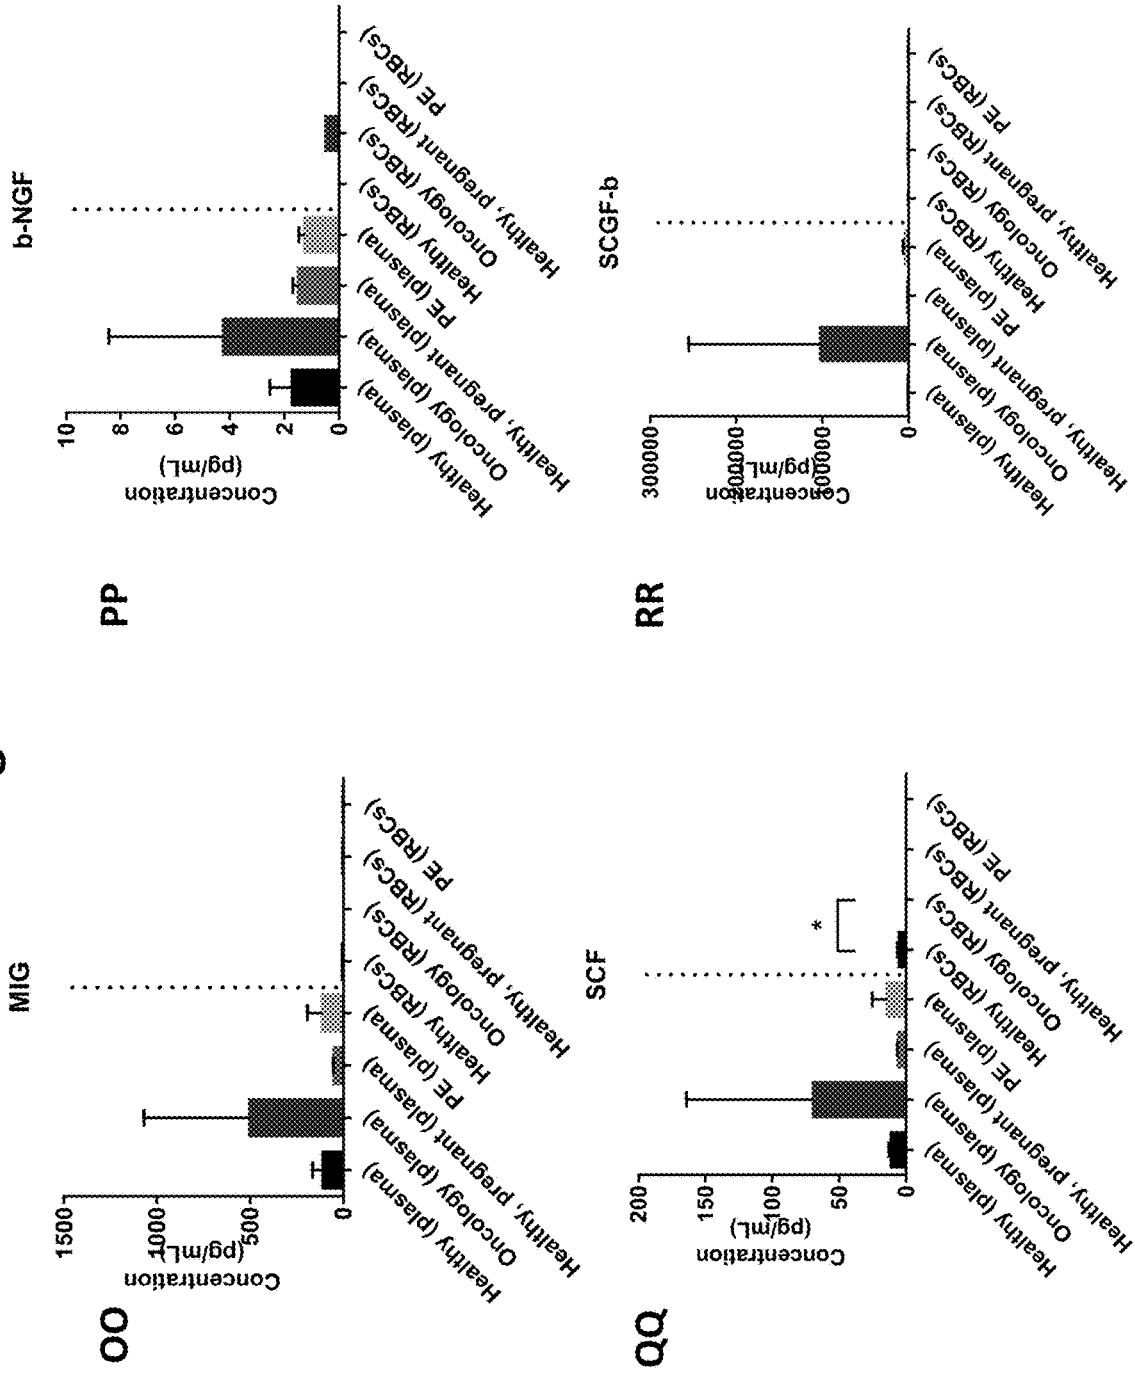 OO
MIG
Concentration
(pg/mL)
1500
1000
500
0
Healthy (plasma)
Oncology (plasma)
Healthy, pregnant (plasma)
PE (plasma)
Healthy (RBCs)
Oncology (RBCs)
Healthy, pregnant (RBCs)
PE (RBCs)
PP
b-NGF
Concentration
(pg/mL)
10
8
6
4
2
0
Healthy (plasma)
Oncology (plasma)
Healthy, pregnant (plasma)
PE (plasma)
Healthy (RBCs)
Oncology (RBCs)
Healthy, pregnant (RBCs)
PE (RBCs)
QQ
SCF
Concentration
(pg/mL)
200
150
100
50
0
*
Healthy (plasma)
Oncology (plasma)
Healthy, pregnant (plasma)
PE (plasma)
Healthy (RBCs)
Oncology (RBCs)
Healthy, pregnant (RBCs)
PE (RBCs)
RR
SCGF-b
Concentration
(pg/mL)
300000
200000
100000
0
Healthy (plasma)
Oncology (plasma)
Healthy, pregnant (plasma)
PE (plasma)
Healthy (RBCs)
Oncology (RBCs)
Healthy, pregnant (RBCs)
PE (RBCs)